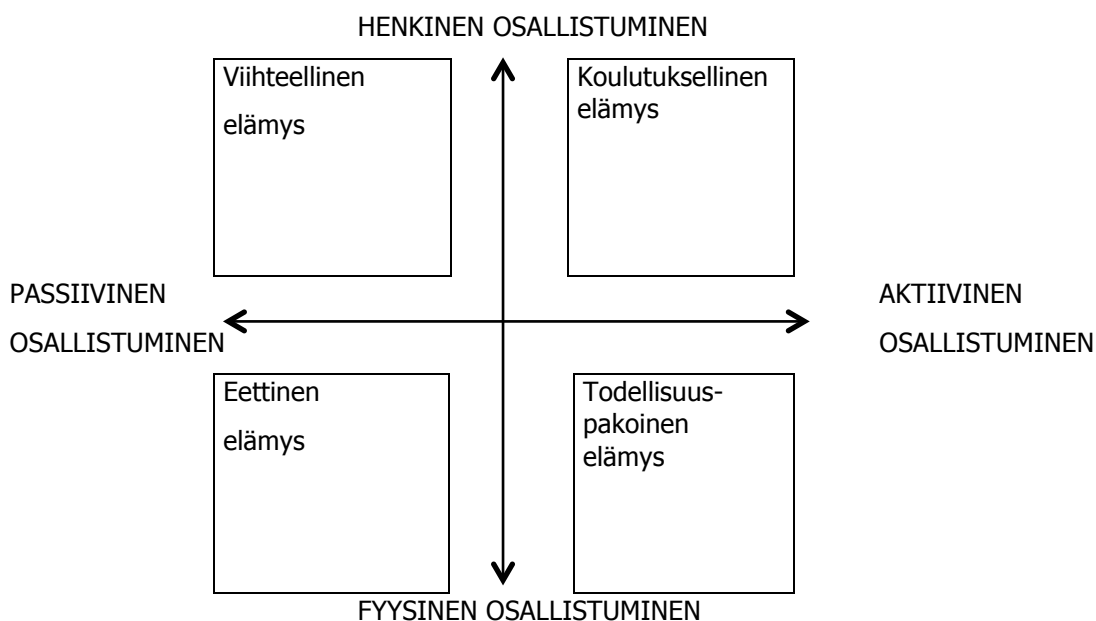 HENKINEN OSALLISTUMINEN
Viihteellinen
elämys
Koulutuksellinen
elämys
PASSIIVINEN
OSALLISTUMINEN
AKTIIVINEN
OSALLISTUMINEN
Eettinen
elämys
Todellisuus-
pakoinen
elämys
FYYSINEN OSALLISTUMINEN